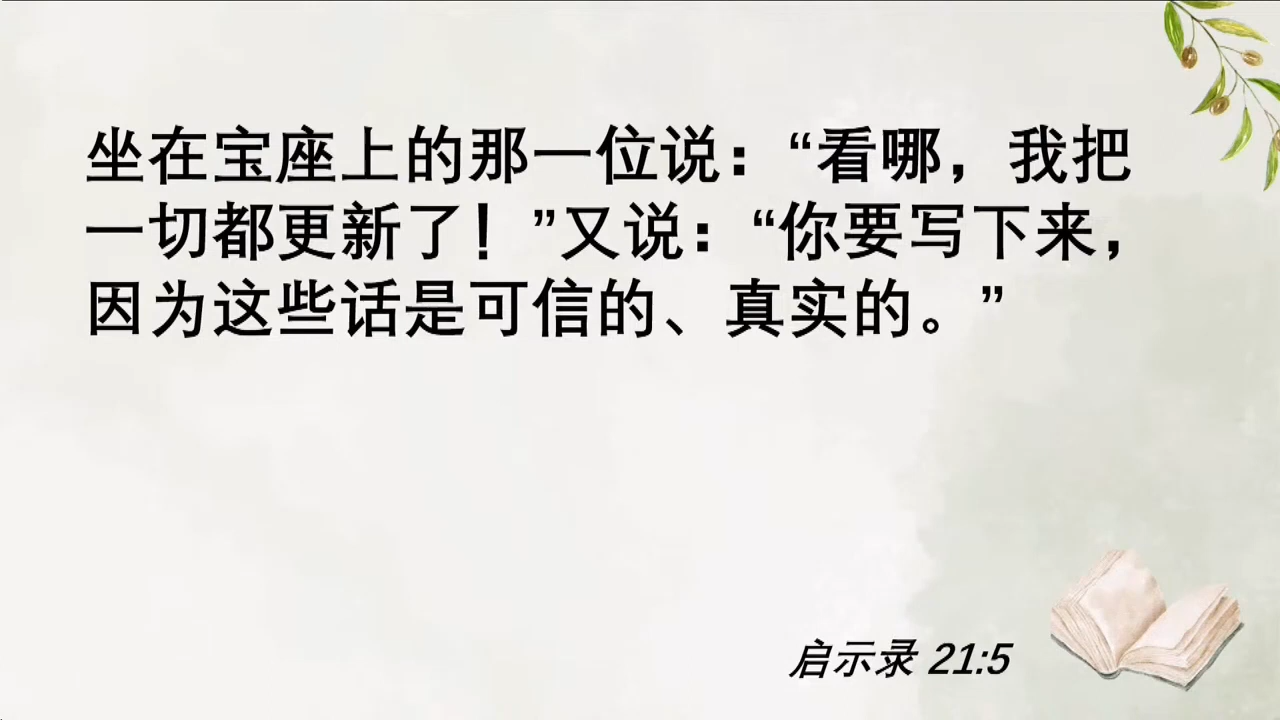 坐在宝座上的那一位说：“看哪，我把
一切都更新了！”又说：“你要写下来，
因为这些话是可信的、真实的。”
启示录 21:5